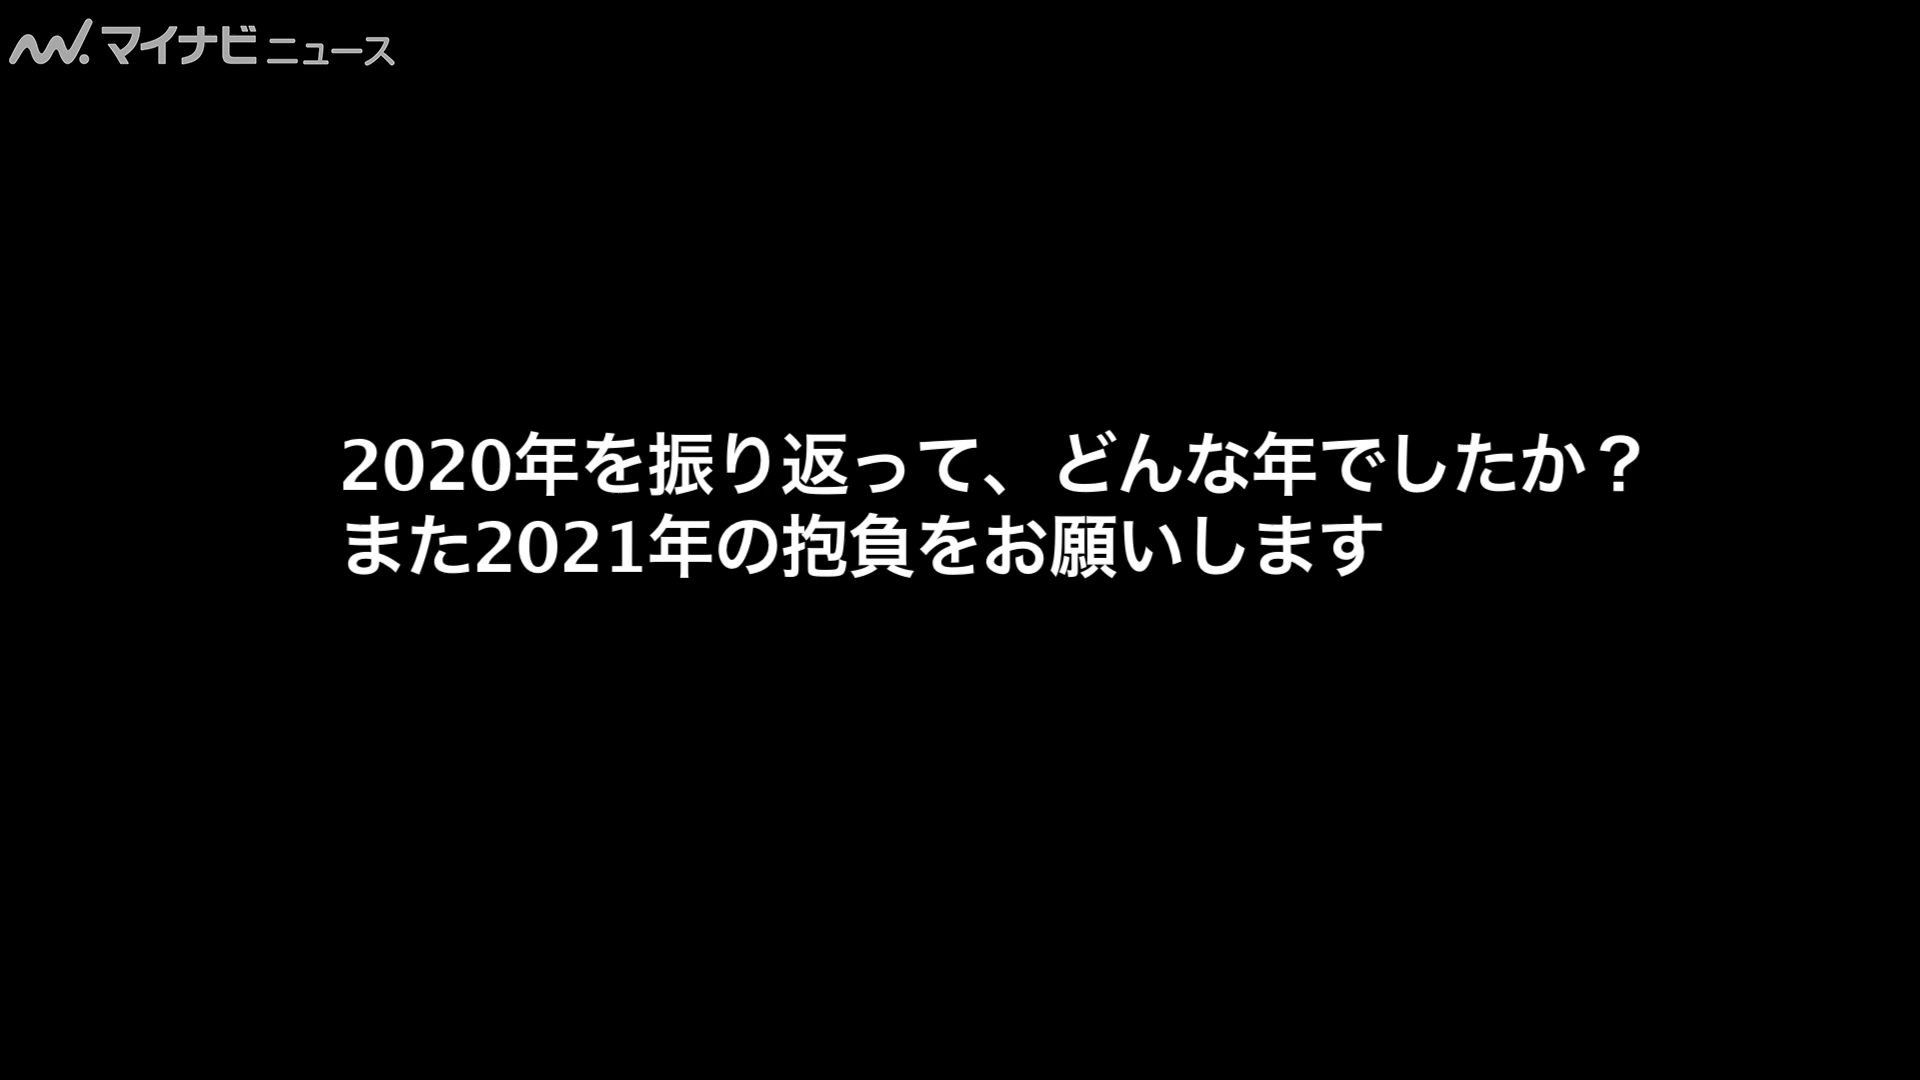 マイナビニュース
2020年を振り返って、どんな年でしたか？
また2021年の抱負をお願いします